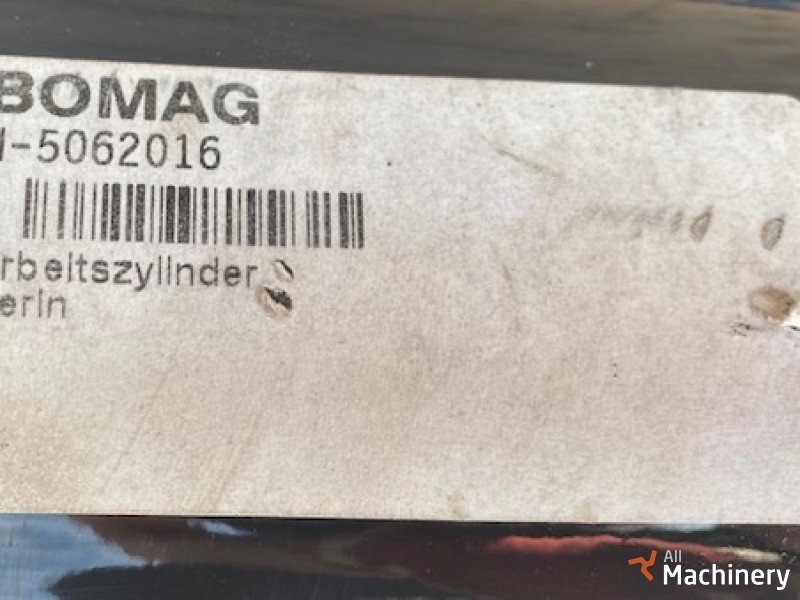 BOMAG
-5062016
rbeitszylinder
erin
All
Machinery